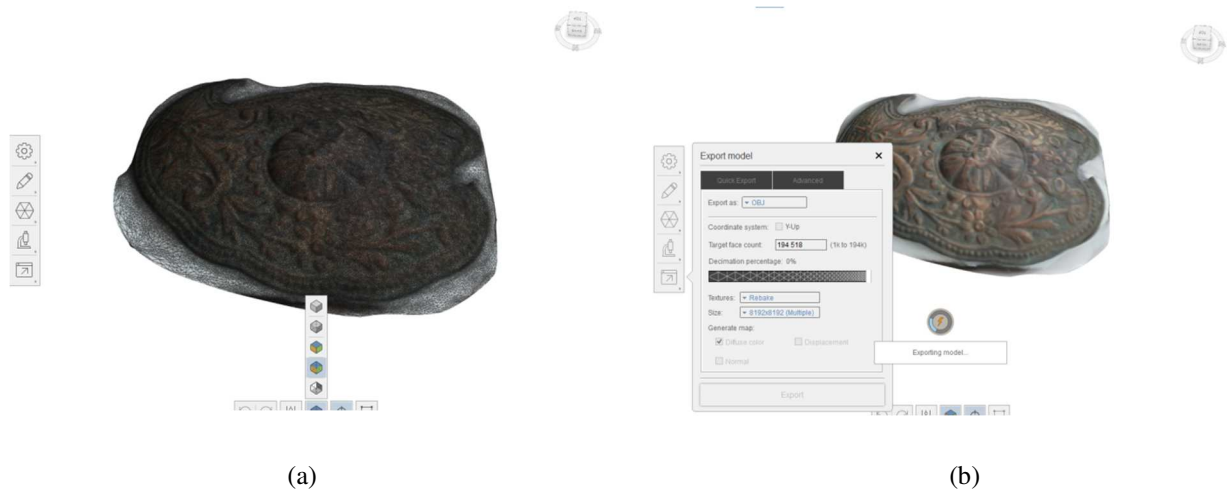 Export model
Quick Export Advanced
Export as: OBJ
Coordinate system: Y-Up
Target face count: 194 518 (1k to 194k)
Decimation percentage: 0%
Textures: Rebake
Size: 8192x8192 (Multiple)
Generate map:
Diffuse color Displacement
Normal
Export
Exporting model...
(a) (b)